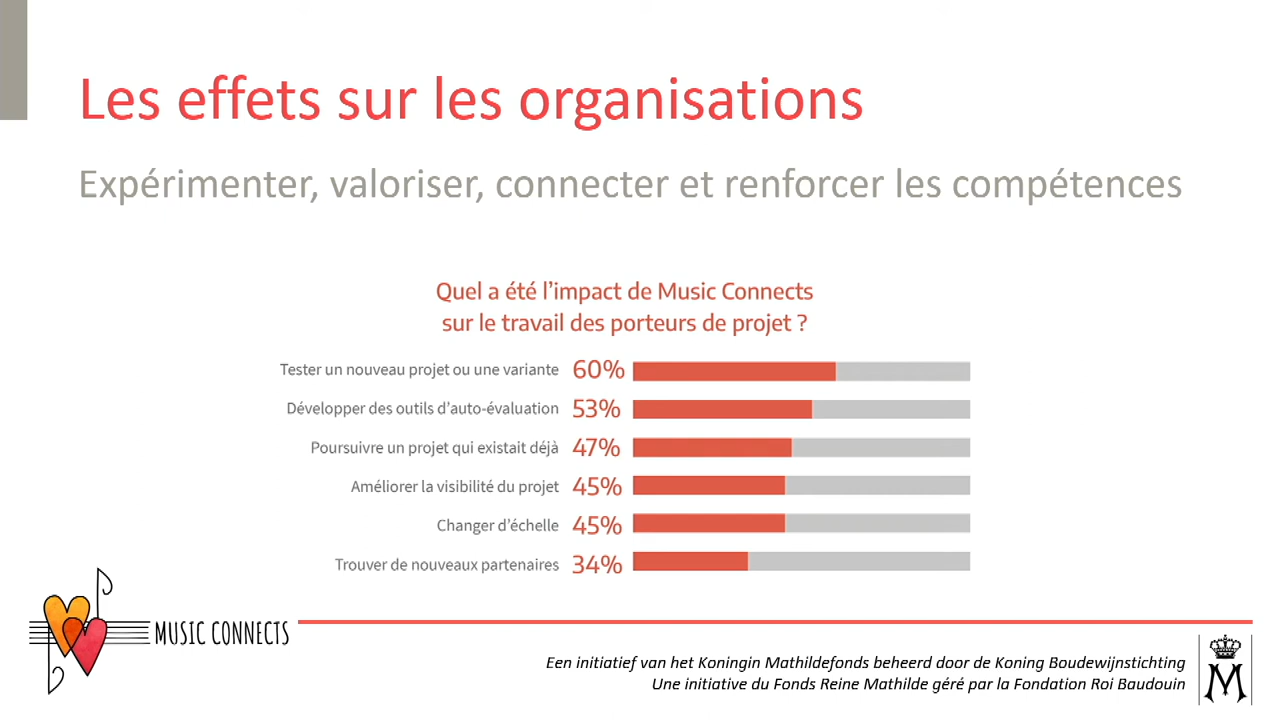 Les effets sur les organisations
Expérimenter, valoriser, connecter et renforcer les compétences
Quel a été l’impact de Music Connects
sur le travail des porteurs de projet ?
Tester un nouveau projet ou une variante 60%
Développer des outils d’auto-évaluation 53%
Poursuivre un projet qui existait déjà 47%
Améliorer la visibilité du projet 45%
Changer d’échelle 45%
Trouver de nouveaux partenaires 34%
MUSIC CONNECTS
Een initiatief van het Koningin Mathildefonds beheerd door de Koning Boudewijnstichting
Une initiative du Fonds Reine Mathilde géré par la Fondation Roi Baudouin
M